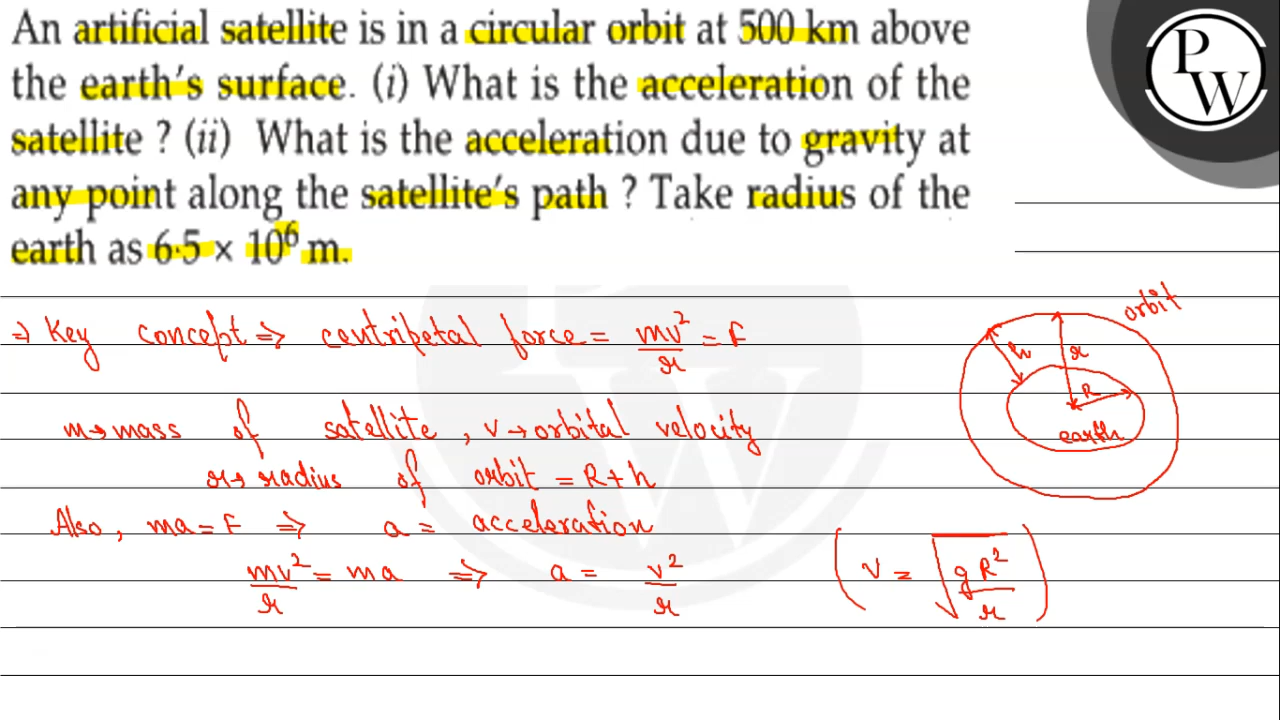 An artificial satellite is in a circular orbit at 500 km above
the earth's surface. (i) What is the acceleration of the
satellite ? (ii) What is the acceleration due to gravity at
any point along the satellite's path ? Take radius of the
earth as 6·5 × 10⁶ m.
PW
⇒ Key concept ⇒ centripetal force = mv²/r = F
m → mass of satellite, v → orbital velocity
r → radius of orbit = R + h
Also, ma = F ⇒ a = acceleration
mv²/r = ma ⇒ a = v²/r (v = √(gR²/r))
orbit
h
r
R
earth